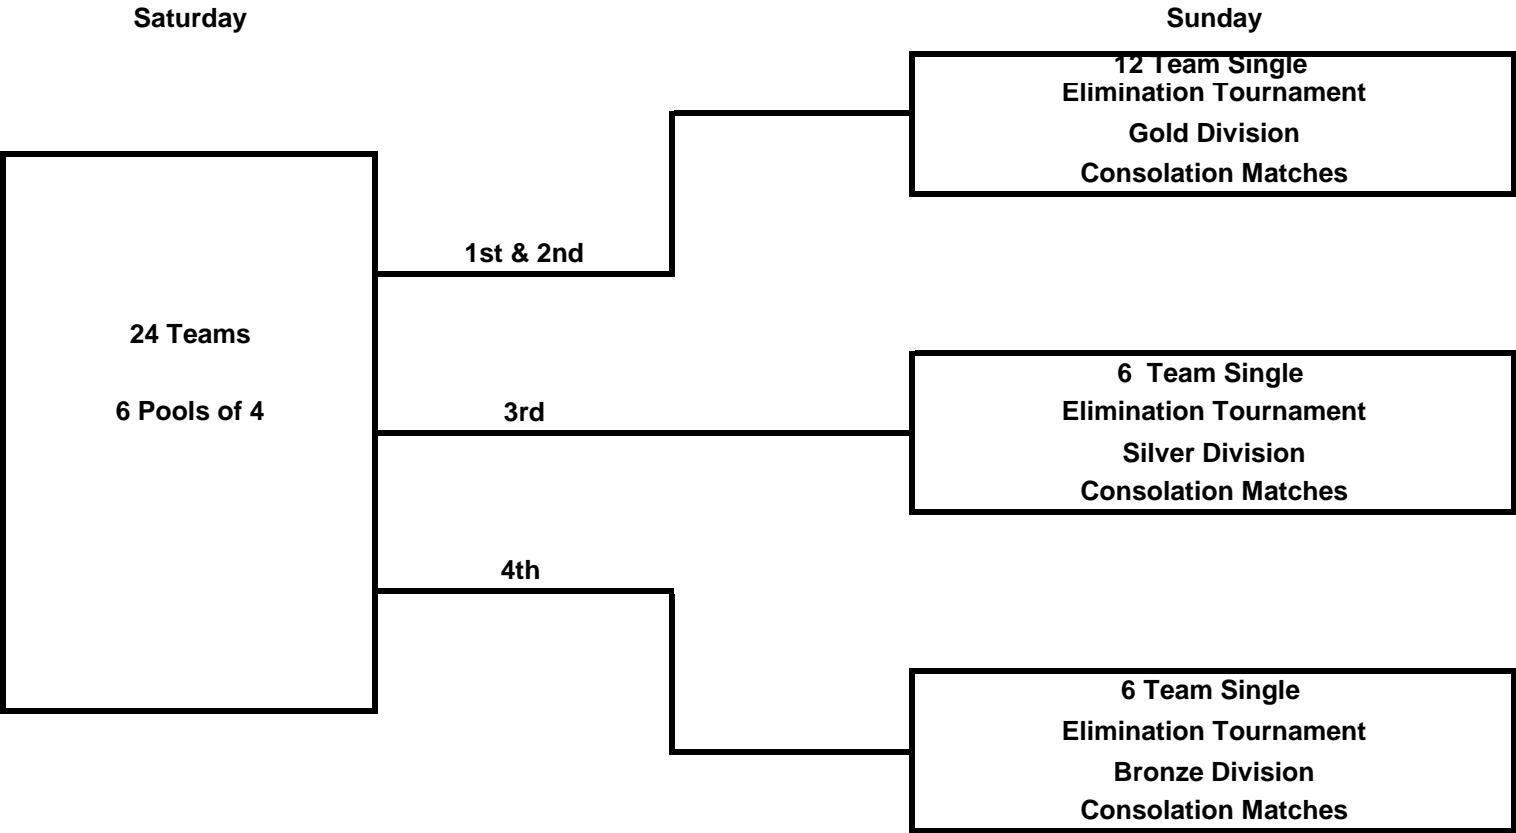 Saturday
Sunday
12 Team Single
Elimination Tournament
Gold Division
Consolation Matches
1st & 2nd
24 Teams
6 Pools of 4
3rd
6  Team Single
Elimination Tournament
Silver Division
Consolation Matches
4th
6 Team Single
Elimination Tournament
Bronze Division
Consolation Matches